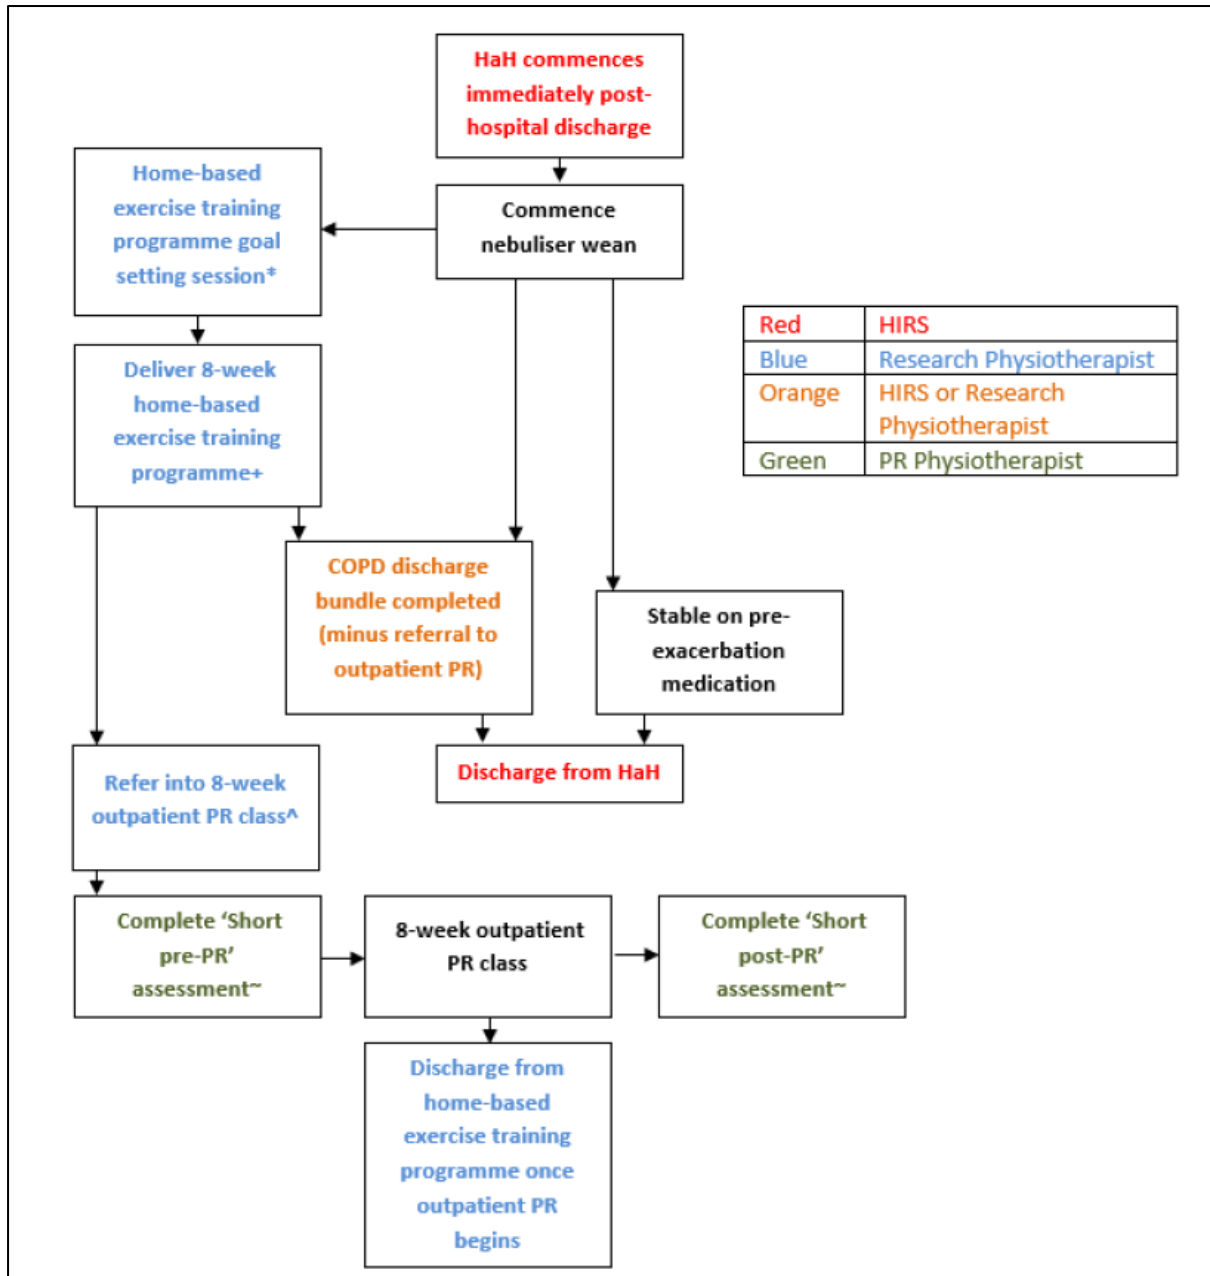 HaH commences
immediately post-
hospital discharge
Home-based
exercise training
programme goal
setting session*
Commence
nebuliser wean
Red HIRS
Blue Research Physiotherapist
Orange HIRS or Research
Physiotherapist
Green PR Physiotherapist
Deliver 8-week
home-based
exercise training
programme+
COPD discharge
bundle completed
(minus referral to
outpatient PR)
Stable on pre-
exacerbation
medication
Refer into 8-week
outpatient PR class^
Discharge from HaH
Complete ‘Short
pre-PR’
assessment~
8-week outpatient
PR class
Complete ‘Short
post-PR’
assessment~
Discharge from
home-based
exercise training
programme once
outpatient PR
begins